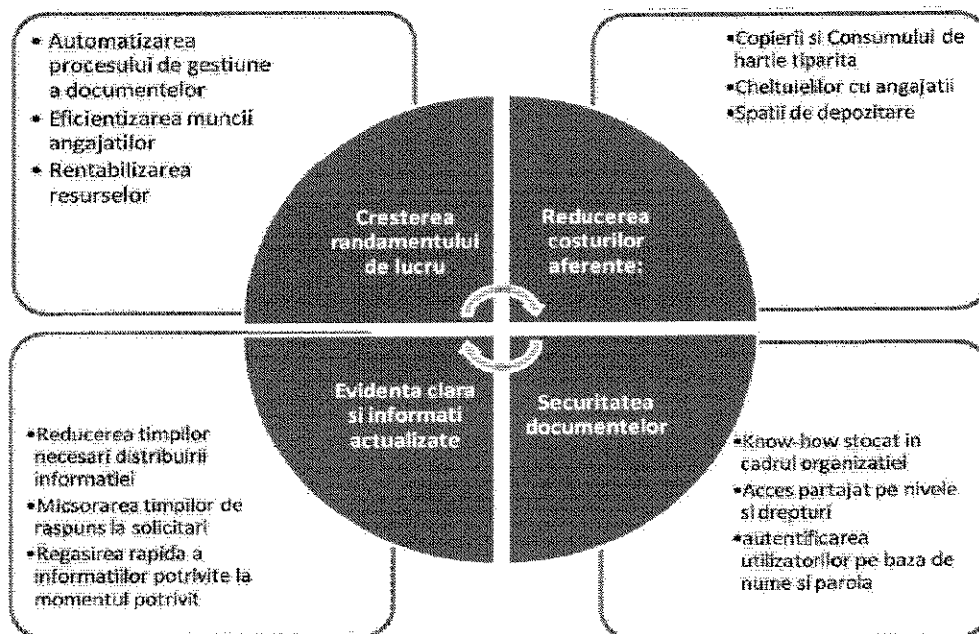 • Automatizarea
procesului de gestiune
a documentelor
• Eficientizarea muncii
angajatilor
• Rentabilizarea
resurselor
•Copierii si Consumului de
hartie tiparita
•Cheltuielilor cu angajatii
•Spatii de depozitare
Cresterea
randamentului
de lucru
Reducerea
costurilor
aferente:
Evidenta clara
si informati
actualizate
Securitatea
documentelor
•Reducerea timpilor
necesari distribuirii
informatiei
•Micsorarea timpilor de
raspuns la solicitari
•Regasirea rapida a
informatiilor potrivite la
momentul potrivit
•Know-how stocat in
cadrul organizatiei
•Acces partajat pe nivele
si drepturi
•autentificarea
utilizatorilor pe baza de
nume si parola